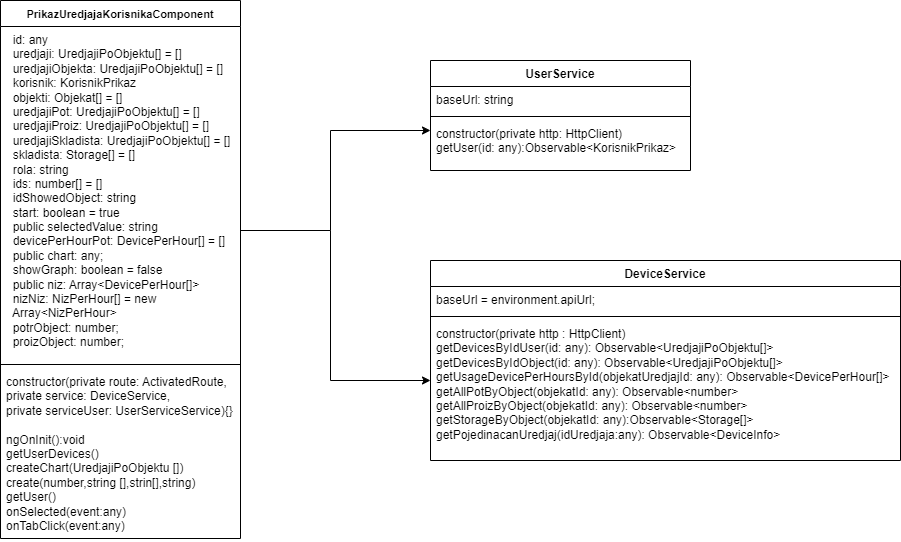 PrikazUredjajaKorisnikaComponent
id: any
uredjaji: UredjajiPoObjektu[] = []
uredjajiObjekta: UredjajiPoObjektu[] = []
korisnik: KorisnikPrikaz
objekti: Objekat[] = []
uredjajiPot: UredjajiPoObjektu[] = []
uredjajiProiz: UredjajiPoObjektu[] = []
uredjajiSkladista: UredjajiPoObjektu[] = []
skladista: Storage[] = []
rola: string
ids: number[] = []
idShowedObject: string
start: boolean = true
public selectedValue: string
devicePerHourPot: DevicePerHour[] = []
public chart: any;
showGraph: boolean = false
public niz: Array<DevicePerHour[]>
nizNiz: NizPerHour[] = new
Array<NizPerHour>
potrObject: number;
proizObject: number;
constructor(private route: ActivatedRoute,
private service: DeviceService,
private serviceUser: UserServiceService){}
ngOnInit():void
getUserDevices()
createChart(UredjajiPoObjektu [])
create(number,string [],strin[],string)
getUser()
onSelected(event:any)
onTabClick(event:any)
UserService
baseUrl: string
constructor(private http: HttpClient)
getUser(id: any):Observable<KorisnikPrikaz>
DeviceService
baseUrl = environment.apiUrl;
constructor(private http : HttpClient)
getDevicesByIdUser(id: any): Observable<UredjajiPoObjektu[]>
getDevicesByIdObject(id: any): Observable<UredjajiPoObjektu[]>
getUsageDevicePerHoursById(objekatUredjajId: any): Observable<DevicePerHour[]>
getAllPotByObject(objekatId: any): Observable<number>
getAllProizByObject(objekatId: any): Observable<number>
getStorageByObject(objekatId: any):Observable<Storage[]>
getPojedinacanUredjaj(idUredjaja:any): Observable<DeviceInfo>